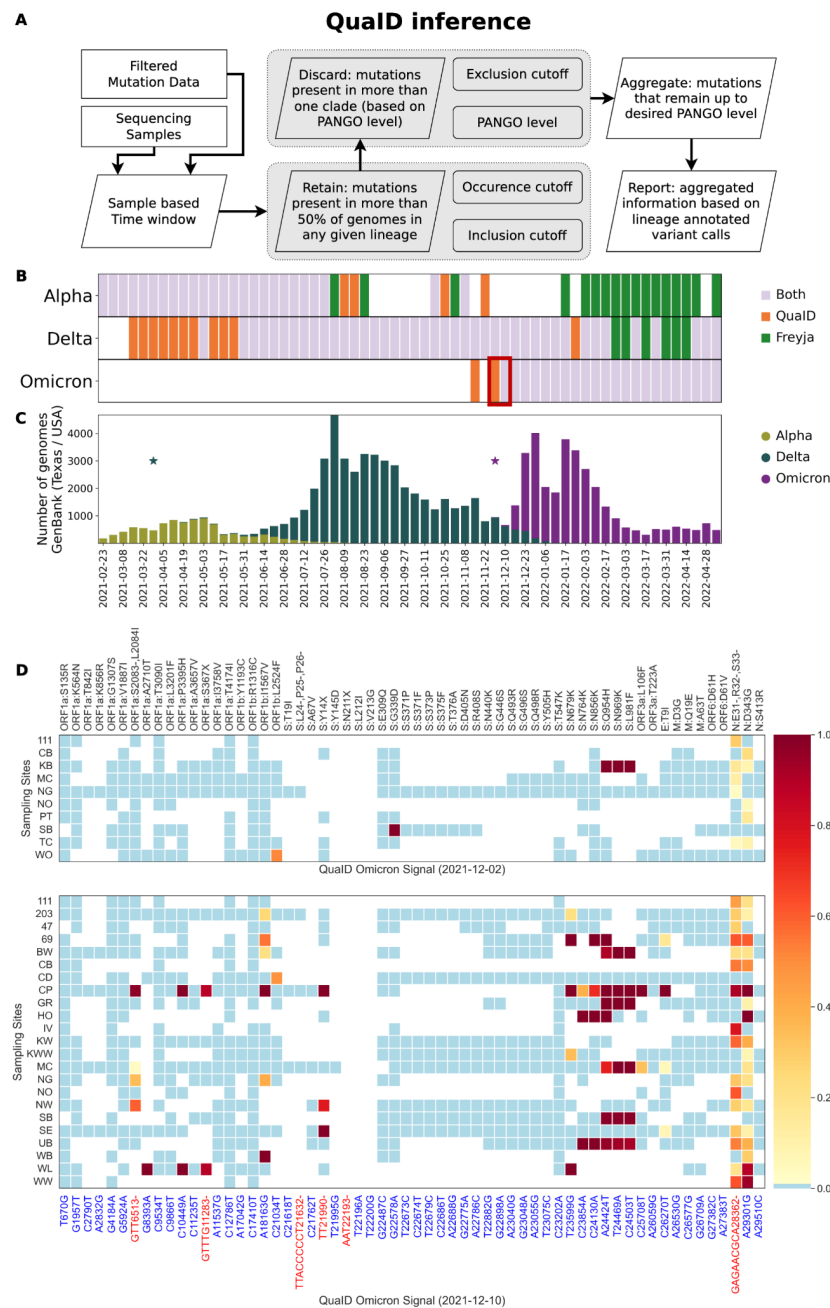 A
QuaID inference
Filtered
Mutation Data
Sequencing
Samples
Sample based
Time window
Discard: mutations
present in more than
one clade (based on
PANGO level)
Exclusion cutoff
PANGO level
Retain: mutations
present in more than
50% of genomes in
any given lineage
Occurence cutoff
Inclusion cutoff
Aggregate: mutations
that remain up to
desired PANGO level
Report: aggregated
information based on
lineage annotated
variant calls
B
Alpha
Delta
Omicron
Both
QuaID
Freyja
C
Number of genomes
GenBank (Texas / USA)
4000
3000
2000
1000
Alpha
Delta
Omicron
2021-02-23
2021-03-08
2021-03-22
2021-04-05
2021-04-19
2021-05-03
2021-05-17
2021-05-31
2021-06-14
2021-06-28
2021-07-12
2021-07-26
2021-08-09
2021-08-23
2021-09-06
2021-09-27
2021-10-11
2021-10-25
2021-11-08
2021-11-22
2021-12-10
2021-12-23
2022-01-06
2022-01-17
2022-02-03
2022-02-17
2022-03-03
2022-03-17
2022-03-31
2022-04-14
2022-04-28
D
ORF1a:S135R
ORF1a:K564N
ORF1a:T842I
ORF1a:K856R
ORF1a:G1307S
ORF1a:V1887I
ORF1a:S2083-,L2084I
ORF1a:A2710T
ORF1a:T3090I
ORF1a:L3201F
ORF1a:P3395H
ORF1a:A3657V
ORF1a:S367X
ORF1a:I3758V
ORF1a:T4174I
ORF1b:Y1193C
ORF1b:R1316C
ORF1b:I1567V
ORF1b:L2524F
S:T19I
S:L24-,P25-,P26-
S:A67V
S:Y14X
S:Y145D
S:N211X
S:L212I
S:V213G
S:E309Q
S:G339D
S:S371P
S:S371F
S:S373P
S:S375F
S:T376A
S:D405N
S:R408S
S:N440K
S:G446S
S:Q493R
S:G496S
S:Q498R
S:Y505H
S:T547K
S:N679K
S:N764K
S:N856K
S:Q954H
S:N969K
S:L981F
ORF3a:L106F
ORF3a:T223A
E:T9I
M:D3G
M:Q19E
M:A63T
ORF6:D61H
ORF6:D61V
N:E31-,R32-,S33-
N:D343G
N:S413R
Sampling Sites
111
CB
KB
MC
NG
NO
PT
SB
TC
WO
QuaID Omicron Signal (2021-12-02)
Sampling Sites
111
203
47
69
BW
CB
CD
CP
GR
HO
IV
KW
KWW
MC
NG
NO
NW
SB
SE
UB
WB
WL
WW
1.0
0.8
0.6
0.4
0.2
0.0
T670G
G1957T
C2790T
A2832G
G4184A
G5924A
GTT6513-
G8393A
C9534T
C9866T
C10449A
C11235T
GTTTG11283-
A11537G
C12786T
A17042G
C17410T
A18163G
C21034T
C21618T
TTACCCCCT21632-
C21762T
TT21990-
T21995G
AAT22193-
T22196A
T22200G
G22487C
G22578A
T22673C
C22674T
T22679C
C22686T
A22688G
G22775A
A22786C
T22882G
G22898A
A23040G
G23048A
A23055G
T23075C
C23202A
T23599G
C23854A
C24130A
A24424T
T24469A
C24503T
C25708T
A26059G
C26270T
A26530G
C26577G
G26709A
G27382C
A27383T
GAGAACGCA28362-
A29301G
A29510C
QuaID Omicron Signal (2021-12-10)